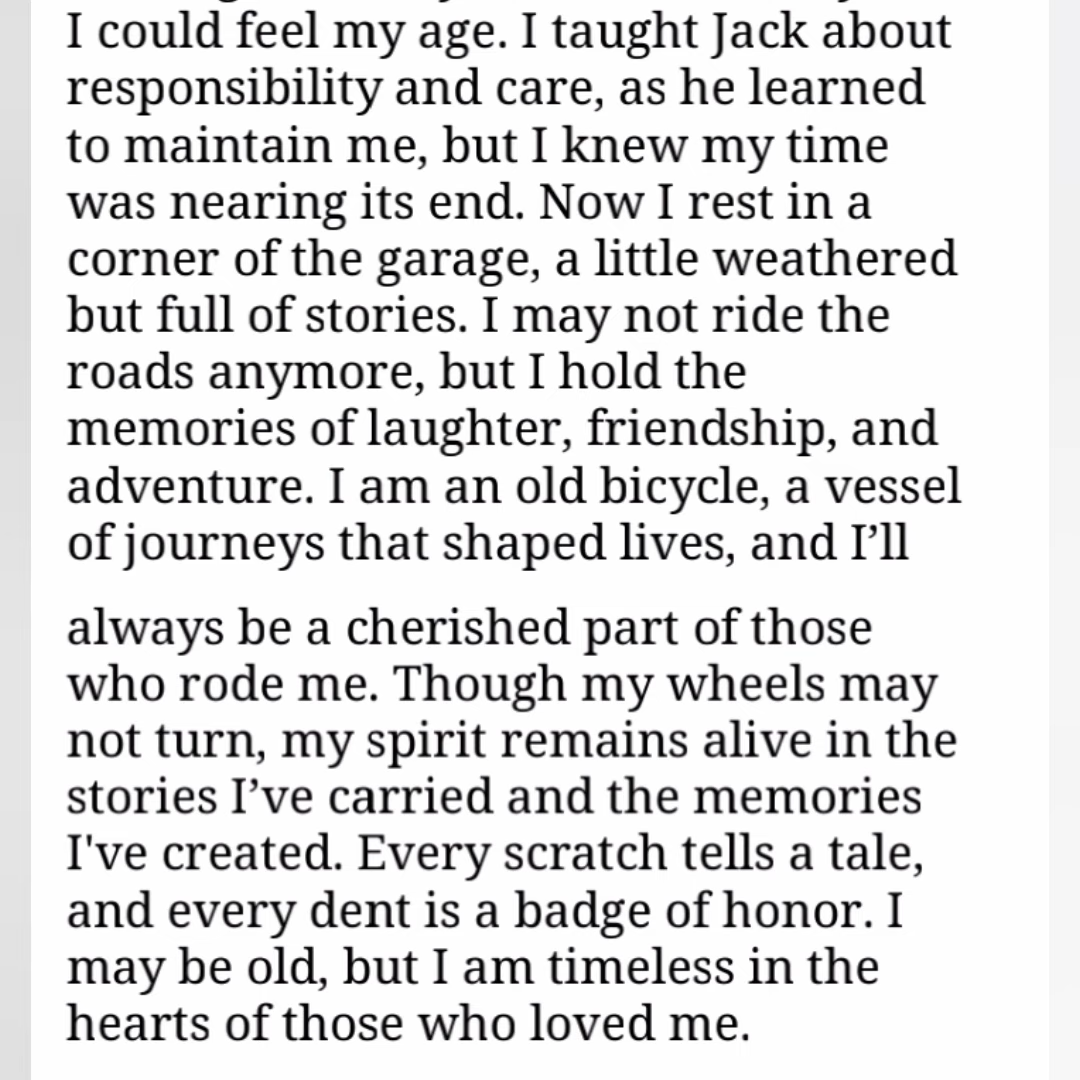 I could feel my age. I taught Jack about
responsibility and care, as he learned
to maintain me, but I knew my time
was nearing its end. Now I rest in a
corner of the garage, a little weathered
but full of stories. I may not ride the
roads anymore, but I hold the
memories of laughter, friendship, and
adventure. I am an old bicycle, a vessel
of journeys that shaped lives, and I’ll
always be a cherished part of those
who rode me. Though my wheels may
not turn, my spirit remains alive in the
stories I’ve carried and the memories
I've created. Every scratch tells a tale,
and every dent is a badge of honor. I
may be old, but I am timeless in the
hearts of those who loved me.